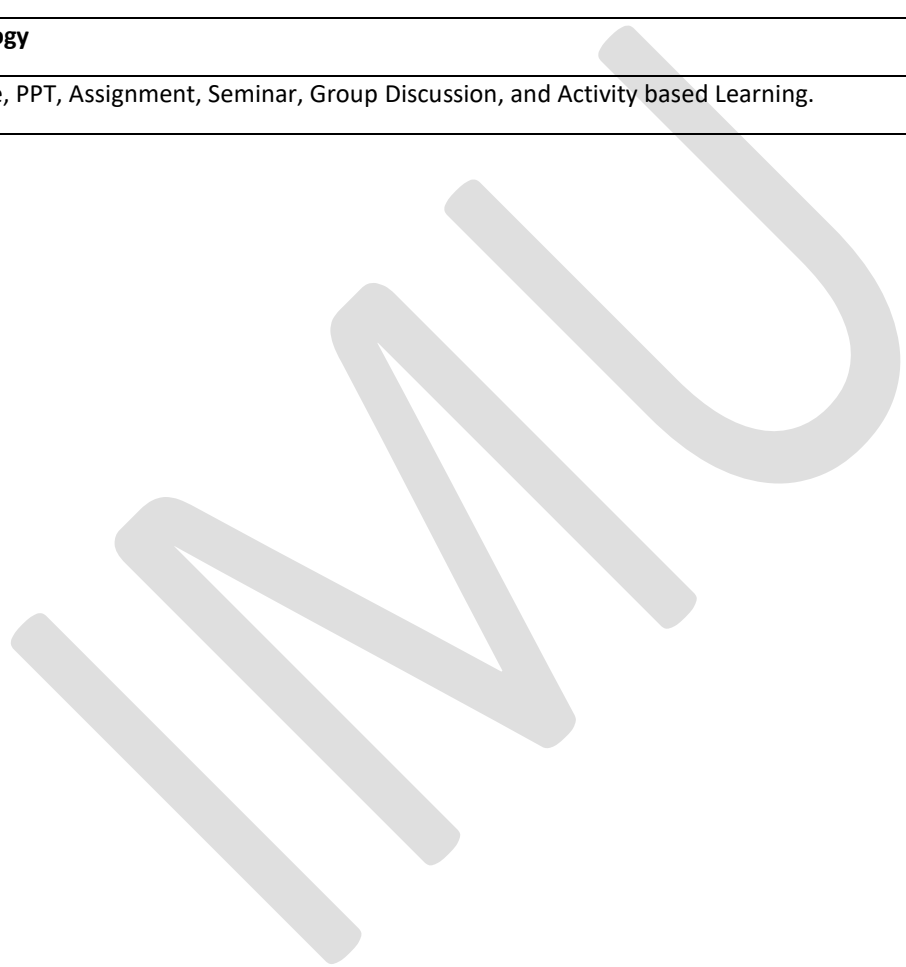 ogy
e, PPT, Assignment, Seminar, Group Discussion, and Activity based Learning.
IMU